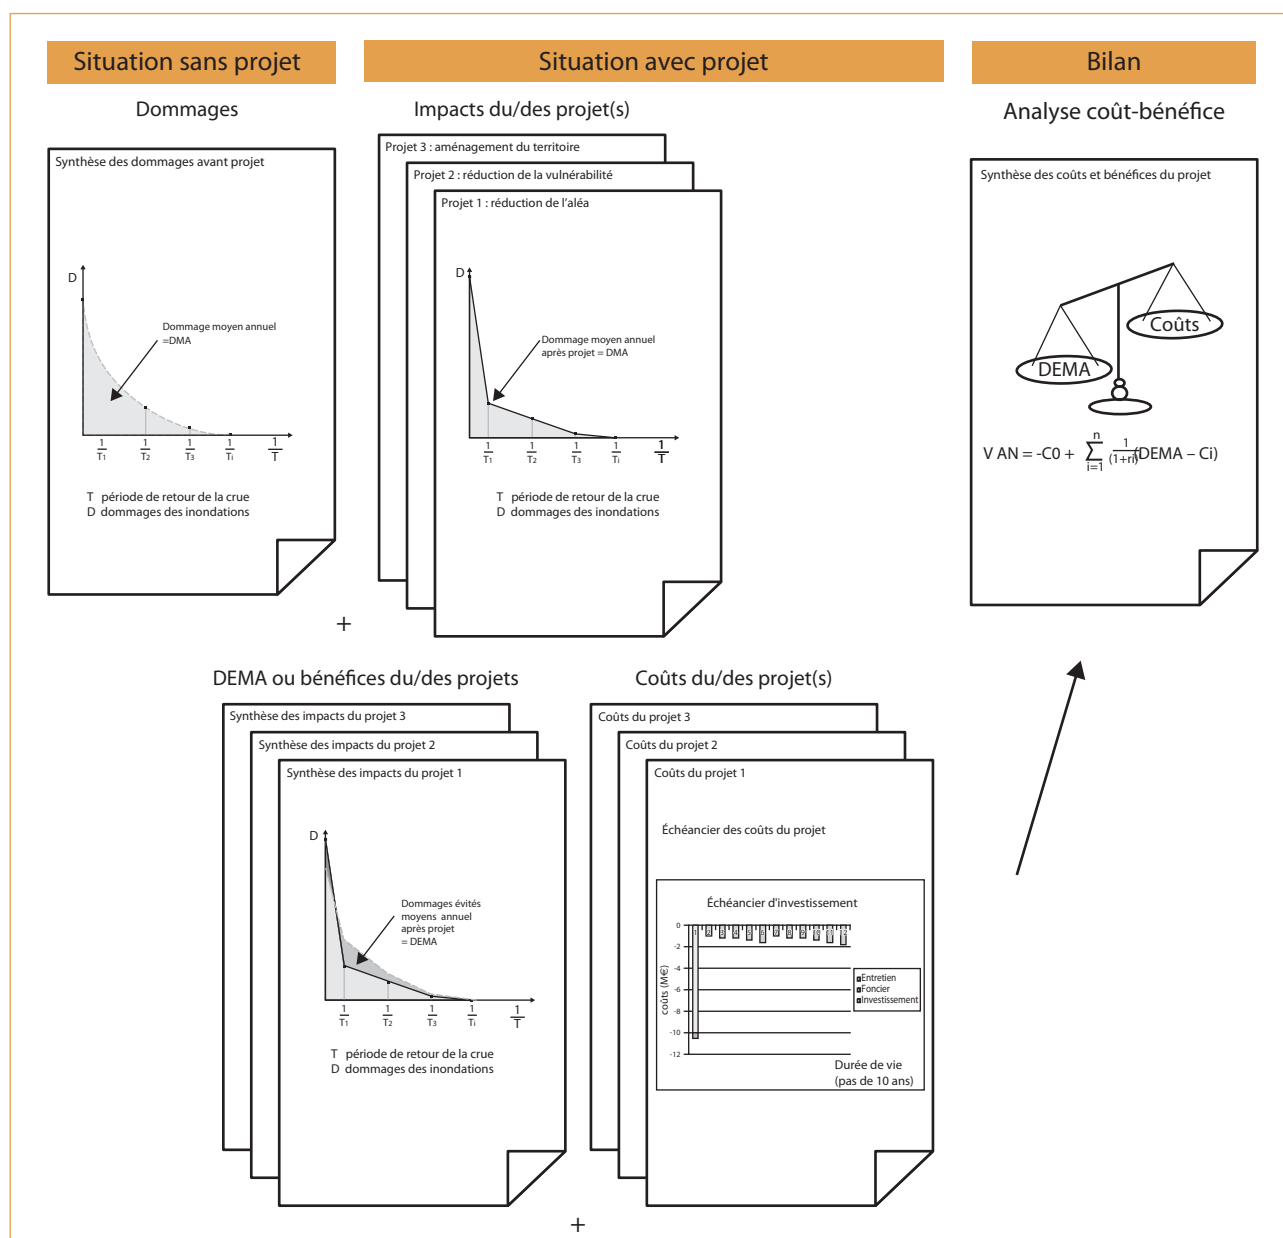 Situation sans projet
Situation avec projet
Bilan
Dommages
Impacts du/des projet(s)
Analyse coût-bénéfice
Synthèse des dommages avant projet
D
Dommage moyen annuel
=DMA
1/T1
1/T2
1/T3
1/Ti
1/T
T période de retour de la crue
D dommages des inondations
Projet 3 : aménagement du territoire
Projet 2 : réduction de la vulnérabilité
Projet 1 : réduction de l'aléa
D
Dommage moyen annuel
après projet = DMA
1/T1
1/T2
1/T3
1/Ti
1/T
T période de retour de la crue
D dommages des inondations
Synthèse des coûts et bénéfices du projet
Coûts
DEMA
V AN = -C0 + n ∑ i=1 1/(1+ri) (DEMA – Ci)
+
DEMA ou bénéfices du/des projets
Coûts du/des projet(s)
Synthèse des impacts du projet 3
Synthèse des impacts du projet 2
Synthèse des impacts du projet 1
D
Dommages évités
moyens annuel
après projet
= DEMA
1/T1
1/T2
1/T3
1/Ti
1/T
T période de retour de la crue
D dommages des inondations
Coûts du projet 3
Coûts du projet 2
Coûts du projet 1
Échéancier des coûts du projet
Échéancier d'investissement
coûts (M€)
0
-2
-4
-6
-8
-10
-12
1
Entretien
Foncier
Investissement
Durée de vie
(pas de 10 ans)
+